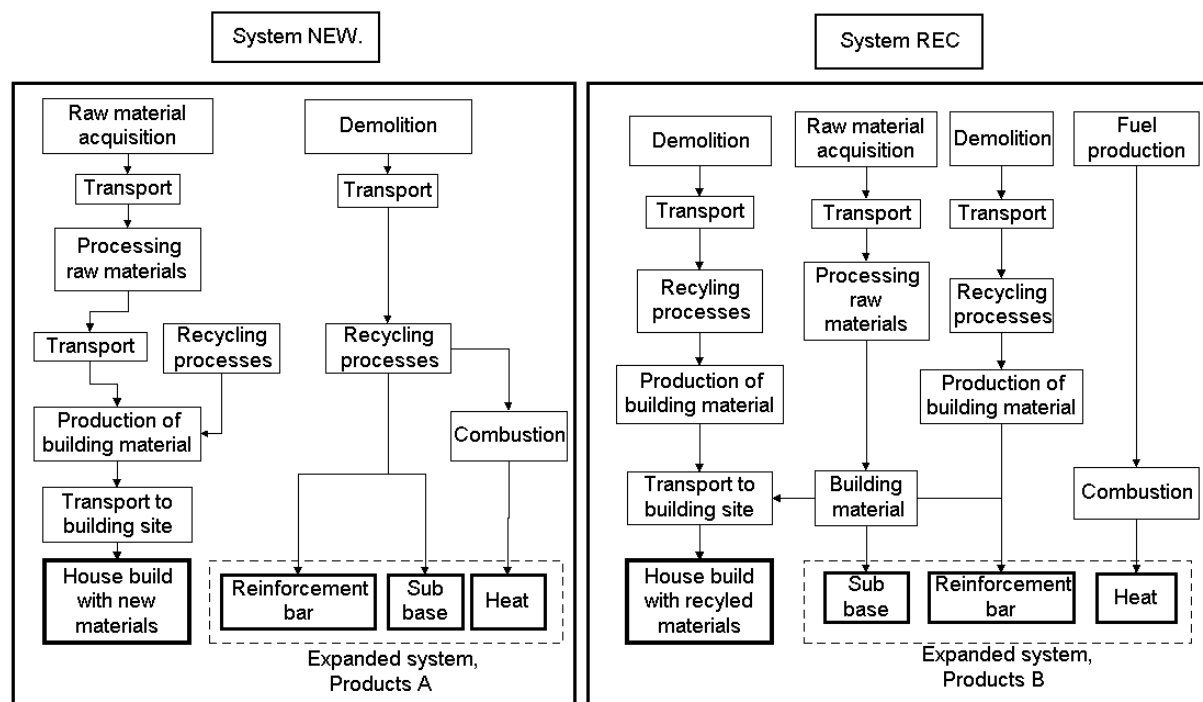 System NEW.
Raw material
acquisition
Transport
Processing
raw materials
Transport
Recycling
processes
Production of
building material
Transport to
building site
House build
with new
materials
Demolition
Transport
Recycling
processes
Combustion
Reinforcement
bar
Sub
base
Heat
Expanded system,
Products A
System REC
Demolition
Transport
Recyling
processes
Production of
building material
Transport to
building site
House build
with recyled
materials
Raw material
acquisition
Transport
Processing
raw
materials
Building
material
Sub
base
Demolition
Transport
Recycling
processes
Production of
building material
Reinforcement
bar
Fuel
production
Combustion
Heat
Expanded system,
Products B